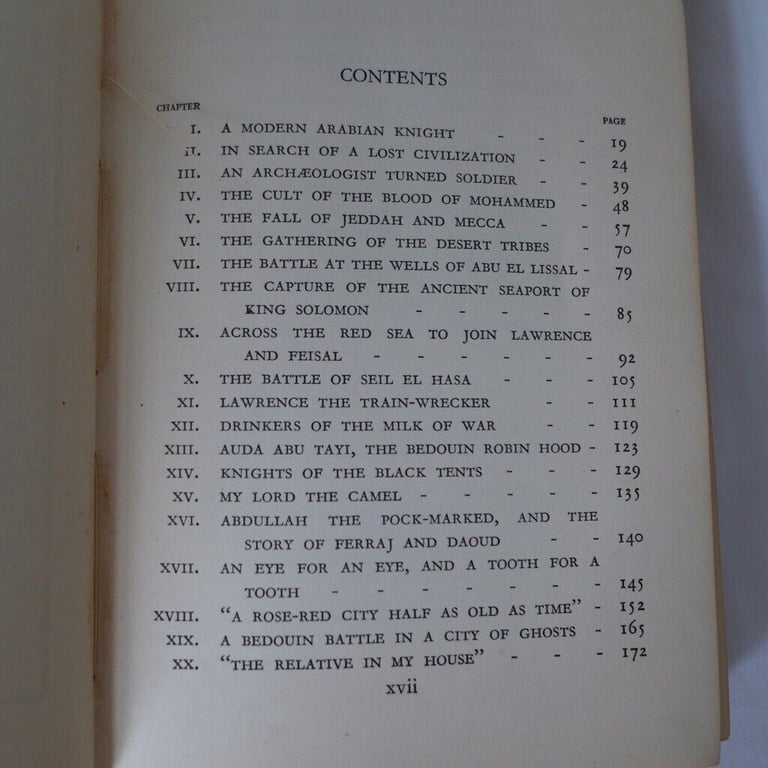 CONTENTS
CHAPTER PAGE
I. A MODERN ARABIAN KNIGHT - - - 19
II. IN SEARCH OF A LOST CIVILIZATION - - 24
III. AN ARCHÆOLOGIST TURNED SOLDIER - - 39
IV. THE CULT OF THE BLOOD OF MOHAMMED - 48
V. THE FALL OF JEDDAH AND MECCA - - 57
VI. THE GATHERING OF THE DESERT TRIBES - 70
VII. THE BATTLE AT THE WELLS OF ABU EL LISSAL - 79
VIII. THE CAPTURE OF THE ANCIENT SEAPORT OF
KING SOLOMON - - - - - 85
IX. ACROSS THE RED SEA TO JOIN LAWRENCE
AND FEISAL - - - - - - 92
X. THE BATTLE OF SEIL EL HASA - - - 105
XI. LAWRENCE THE TRAIN-WRECKER - - 111
XII. DRINKERS OF THE MILK OF WAR - - 119
XIII. AUDA ABU TAYI, THE BEDOUIN ROBIN HOOD - 123
XIV. KNIGHTS OF THE BLACK TENTS - - - 129
XV. MY LORD THE CAMEL - - - - - 135
XVI. ABDULLAH THE POCK-MARKED, AND THE
STORY OF FERRAJ AND DAOUD - - 140
XVII. AN EYE FOR AN EYE, AND A TOOTH FOR A
TOOTH - - - - - - - 145
XVIII. "A ROSE-RED CITY HALF AS OLD AS TIME" - 152
XIX. A BEDOUIN BATTLE IN A CITY OF GHOSTS - 165
XX. "THE RELATIVE IN MY HOUSE" - - - 172
xvii